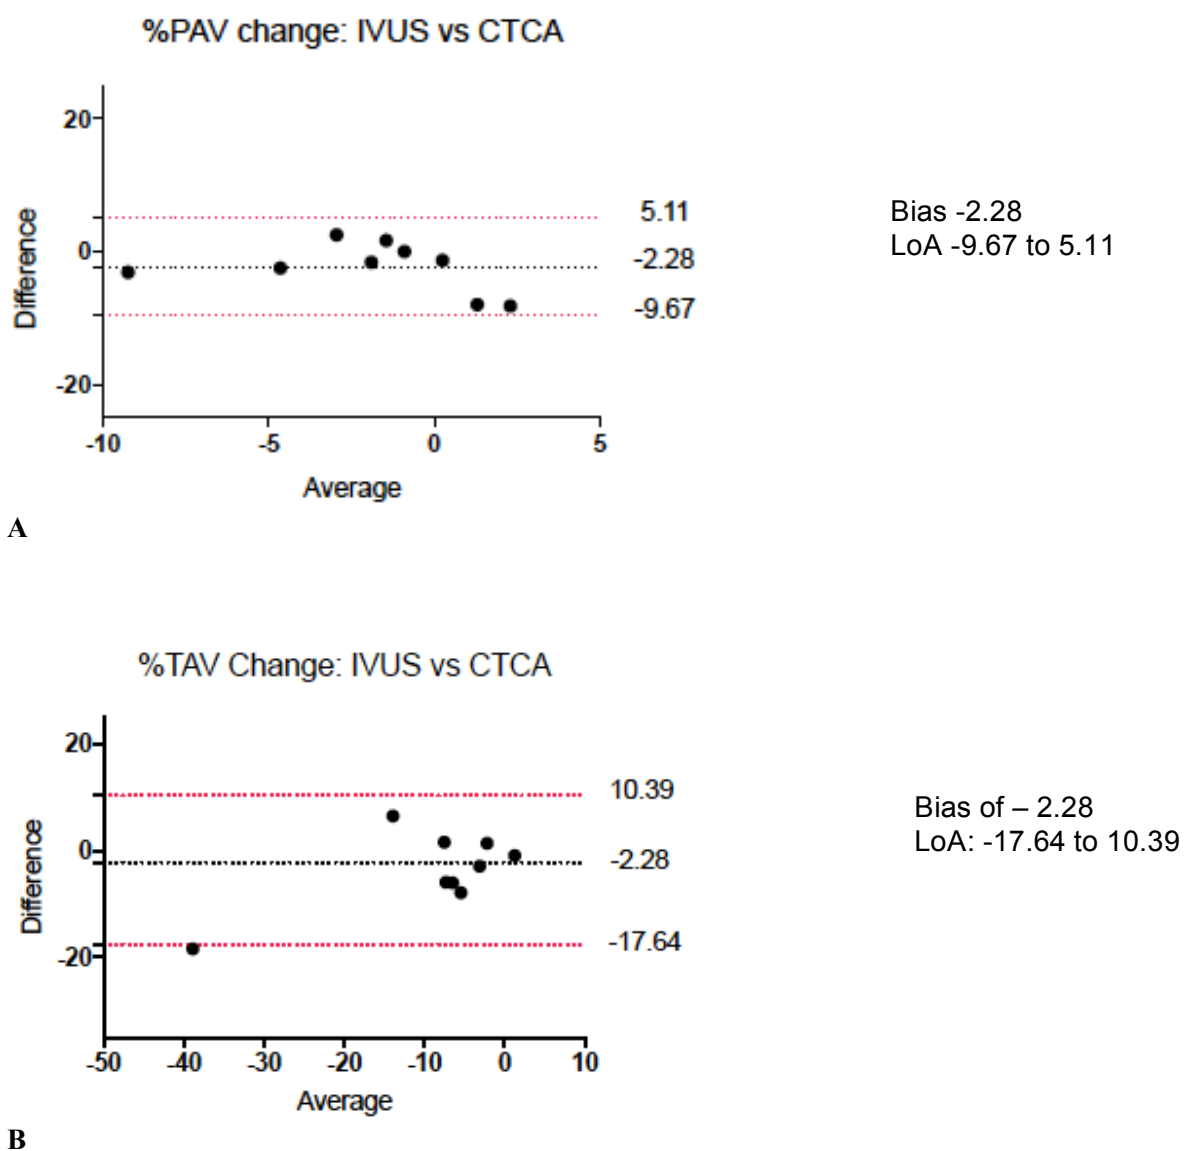 %PAV change: IVUS vs CTCA
20
0
-20
Difference
-10
-5
0
5
Average
5.11
-2.28
-9.67
Bias -2.28
LoA -9.67 to 5.11
A
%TAV Change: IVUS vs CTCA
20
0
-20
Difference
-50
-40
-30
-20
-10
0
10
Average
10.39
-2.28
-17.64
Bias of – 2.28
LoA: -17.64 to 10.39
B